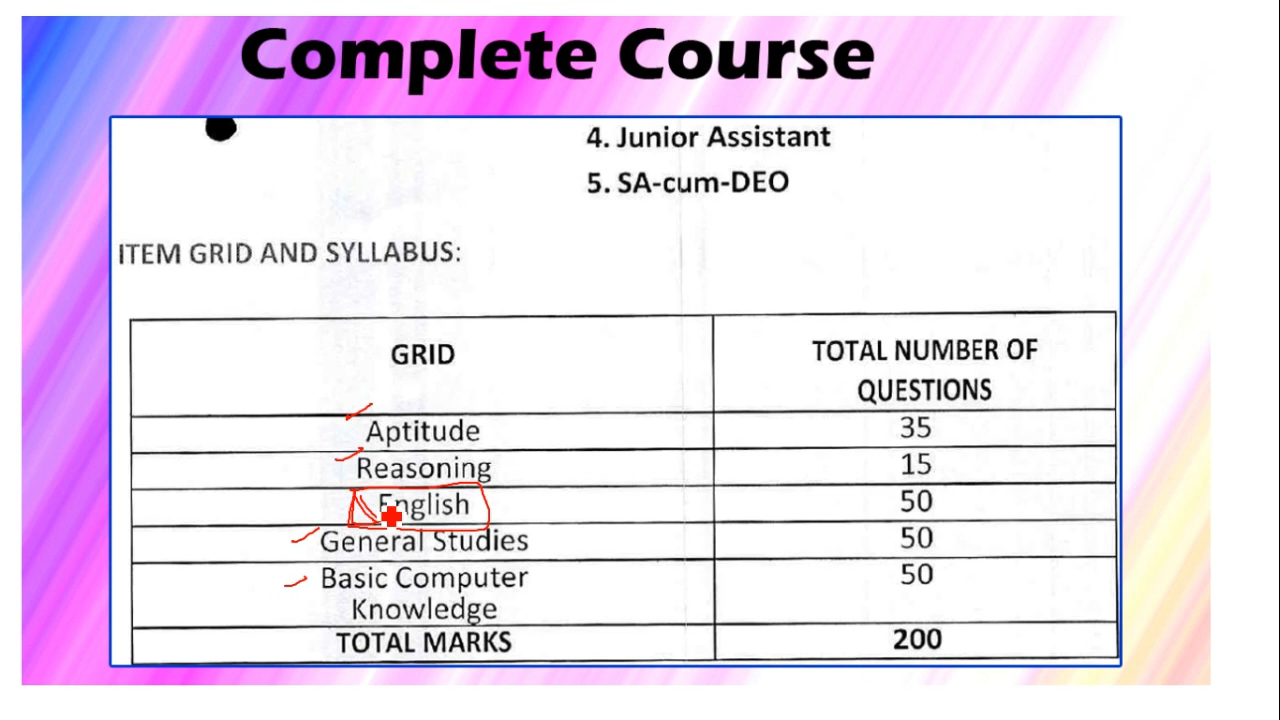 Complete Course
4. Junior Assistant
5. SA-cum-DEO
ITEM GRID AND SYLLABUS:
GRID
TOTAL NUMBER OF
QUESTIONS
Aptitude 35
Reasoning 15
English 50
General Studies 50
Basic Computer 50
Knowledge
TOTAL MARKS 200